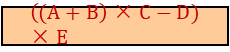 ((A + B) × C − D)
× E